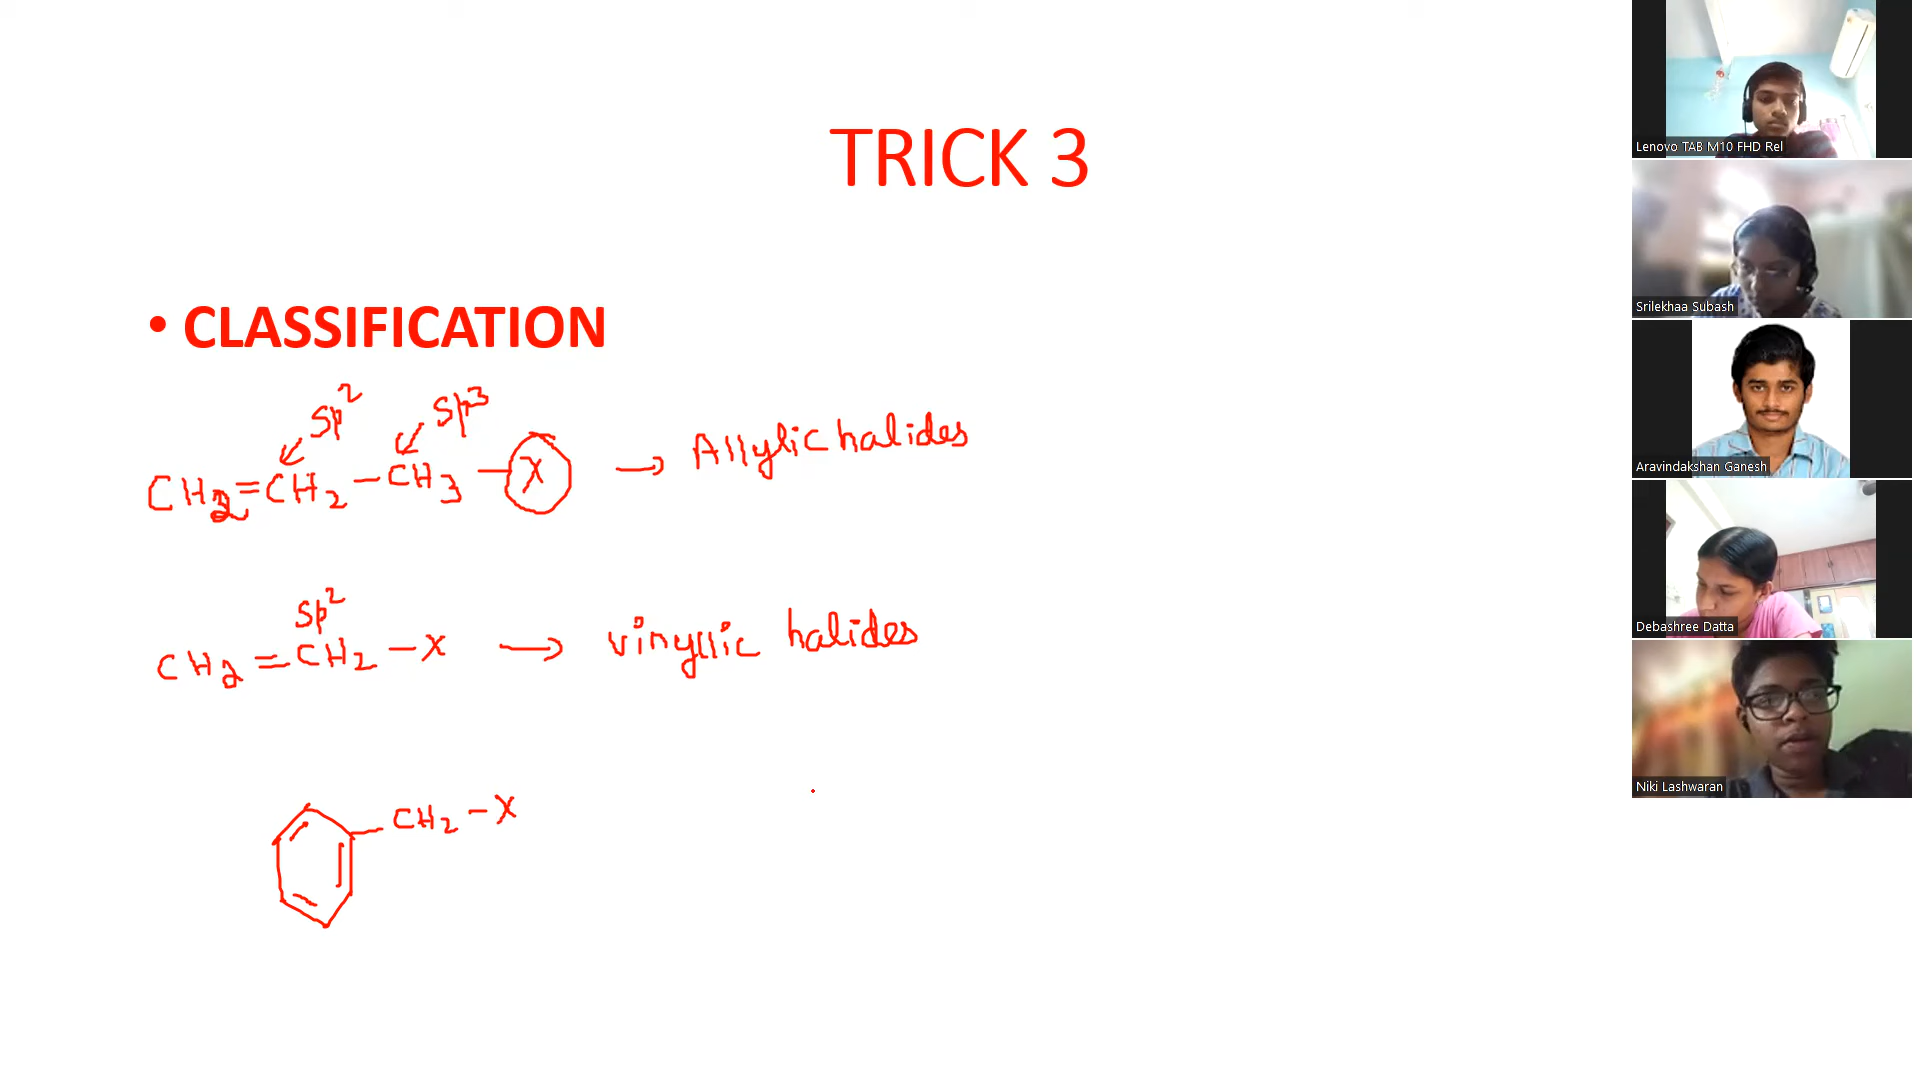 TRICK 3
• CLASSIFICATION
Sp² Sp³
CH₂=CH₂-CH₃-X → Allylic halides
Sp²
CH₂=CH₂-X → vinyllic halides
CH₂-X
Lenovo TAB M10 FHD Rel
Srilekhaa Subash
Aravindakshan Ganesh
Debashree Datta
Niki Lashwaran